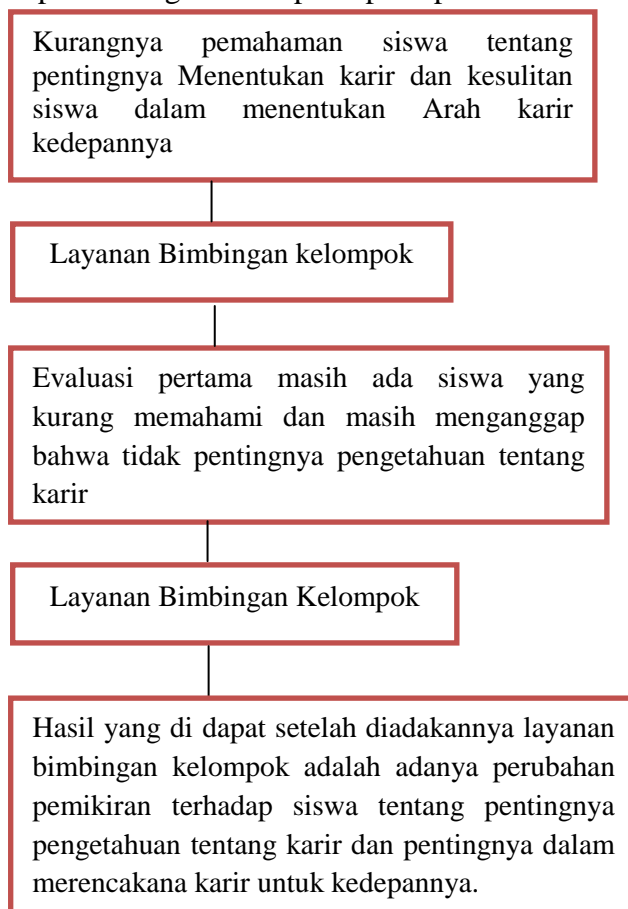 Kurangnya pemahaman siswa tentang
pentingnya Menentukan karir dan kesulitan
siswa dalam menentukan Arah karir
kedepannya
Layanan Bimbingan kelompok
Evaluasi pertama masih ada siswa yang
kurang memahami dan masih menganggap
bahwa tidak pentingnya pengetahuan tentang
karir
Layanan Bimbingan Kelompok
Hasil yang di dapat setelah diadakannya layanan
bimbingan kelompok adalah adanya perubahan
pemikiran terhadap siswa tentang pentingnya
pengetahuan tentang karir dan pentingnya dalam
merencakana karir untuk kedepannya.